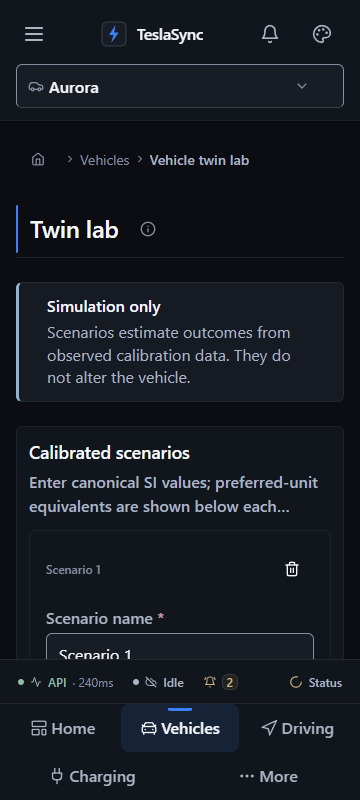 TeslaSync
Aurora
Vehicles
Vehicle twin lab
Twin lab
Simulation only
Scenarios estimate outcomes from
observed calibration data. They do
not alter the vehicle.
Calibrated scenarios
Enter canonical SI values; preferred-unit
equivalents are shown below each...
Scenario 1
Scenario name *
Scenario 1
API · 240ms
Idle
2
Status
Home
Vehicles
Driving
Charging
More